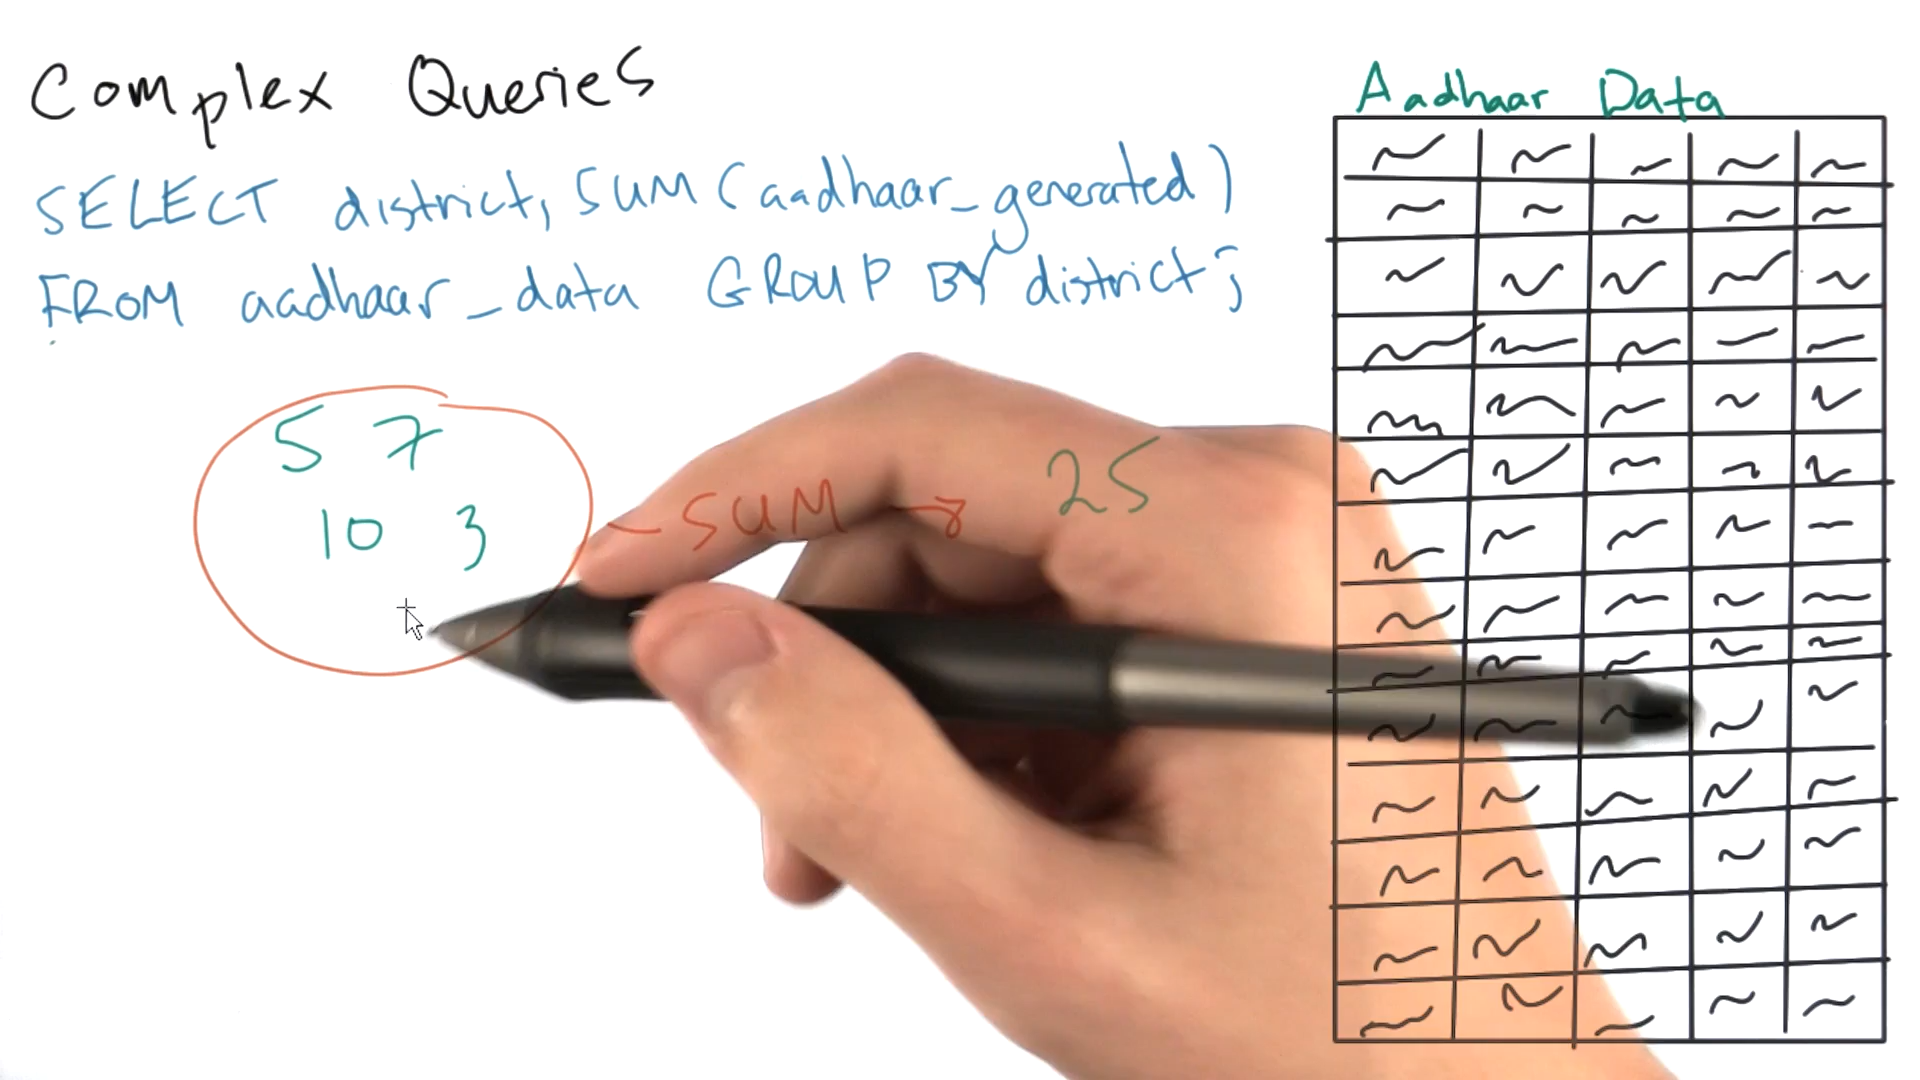 Complex Queries
SELECT district, SUM(aadhaar_generated)
FROM aadhaar_data GROUP BY district;
5 7
10 3
SUM
25
Aadhaar Data